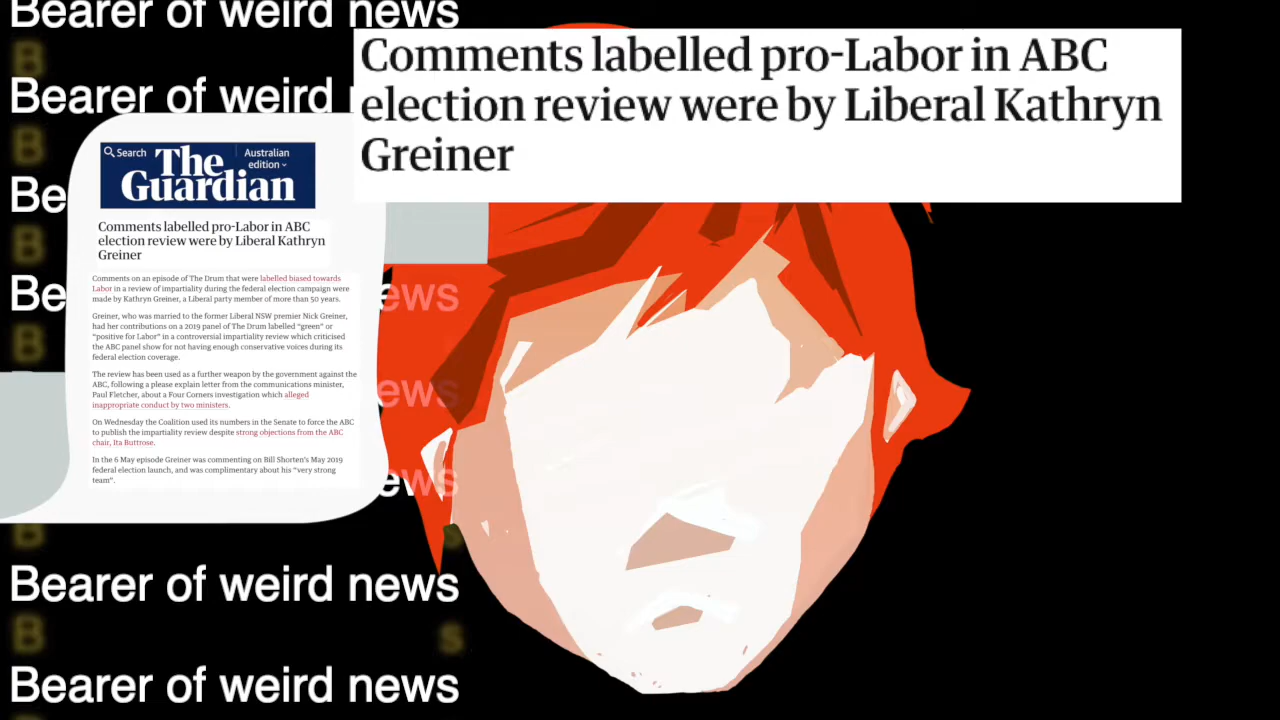 Bearer of weird news
B
Bearer of weird
B
Be
B
Be ews
B
ews
ews
s
B
Bearer of weird news
B s
Bearer of weird news
Comments labelled pro-Labor in ABC
election review were by Liberal Kathryn
Greiner
Search
The
Guardian
Australian
edition
Comments labelled pro-Labor in ABC
election review were by Liberal Kathryn
Greiner
Comments on an episode of The Drum that were labelled biased towards
Labor in a review of impartiality during the federal election campaign were
made by Kathryn Greiner, a Liberal party member of more than 50 years.
Greiner, who was married to the former Liberal NSW premier Nick Greiner,
had her contributions on a 2019 panel of The Drum labelled “green” or
“positive for Labor” in a controversial impartiality review which criticised
the ABC panel show for not having enough conservative voices during its
federal election coverage.
The review has been used as a further weapon by the government against the
ABC, following a please explain letter from the communications minister,
Paul Fletcher, about a Four Corners investigation which alleged
inappropriate conduct by two ministers.
On Wednesday the Coalition used its numbers in the Senate to force the ABC
to publish the impartiality review despite strong objections from the ABC
chair, Ita Buttrose.
In the 6 May episode Greiner was commenting on Bill Shorten’s May 2019
federal election launch, and was complimentary about his “very strong
team”.